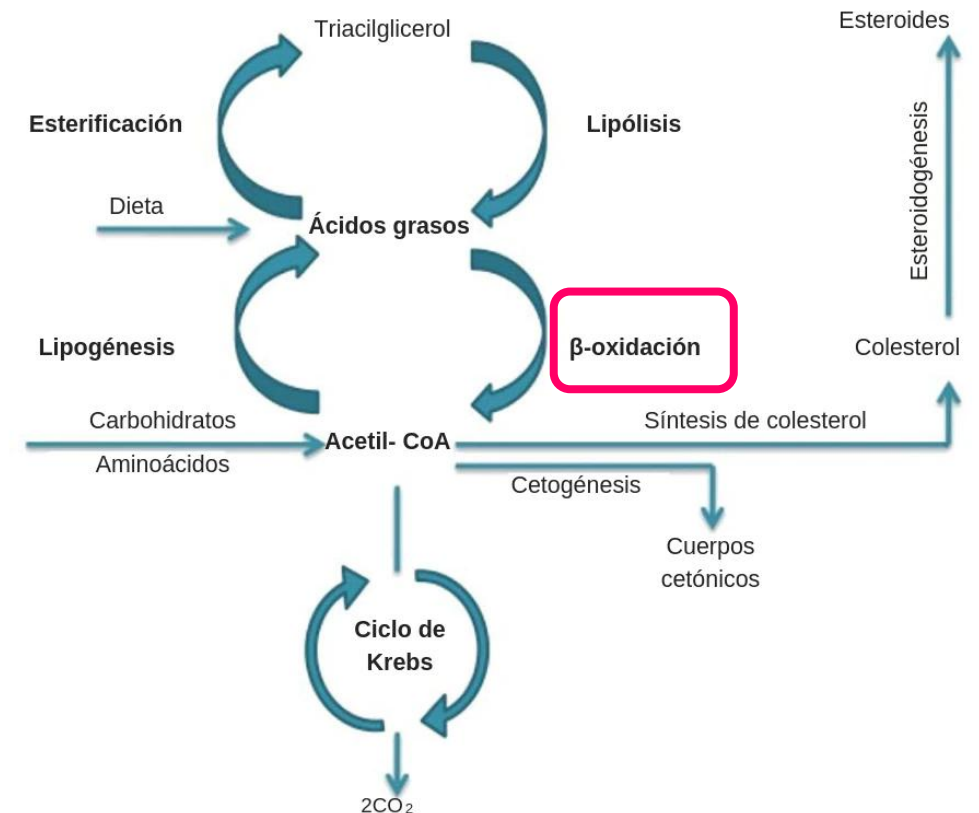 Esteroides
Triacilglicerol
Esterificación
Lipólisis
Esteroidogénesis
Dieta
Ácidos grasos
Lipogénesis
β-oxidación
Colesterol
Carbohidratos
Síntesis de colesterol
Acetil- CoA
Aminoácidos
Cetogénesis
Cuerpos
cetónicos
Ciclo de
Krebs
2CO₂